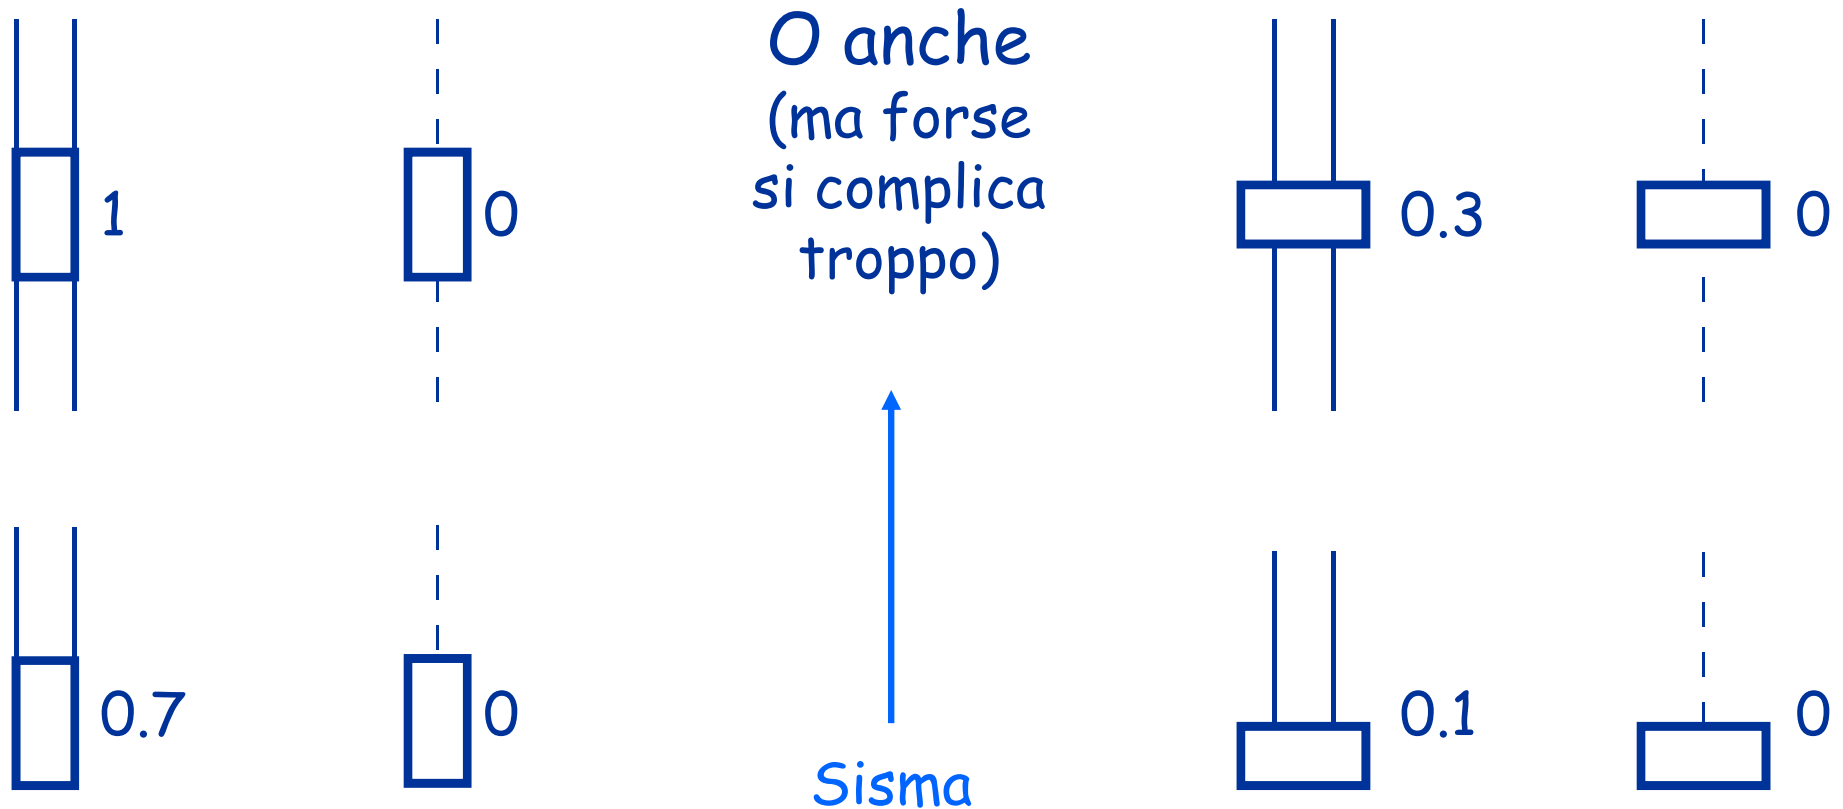 O anche
(ma forse
si complica
troppo)
1
0
0.3
0
0.7
0
0.1
0
Sisma